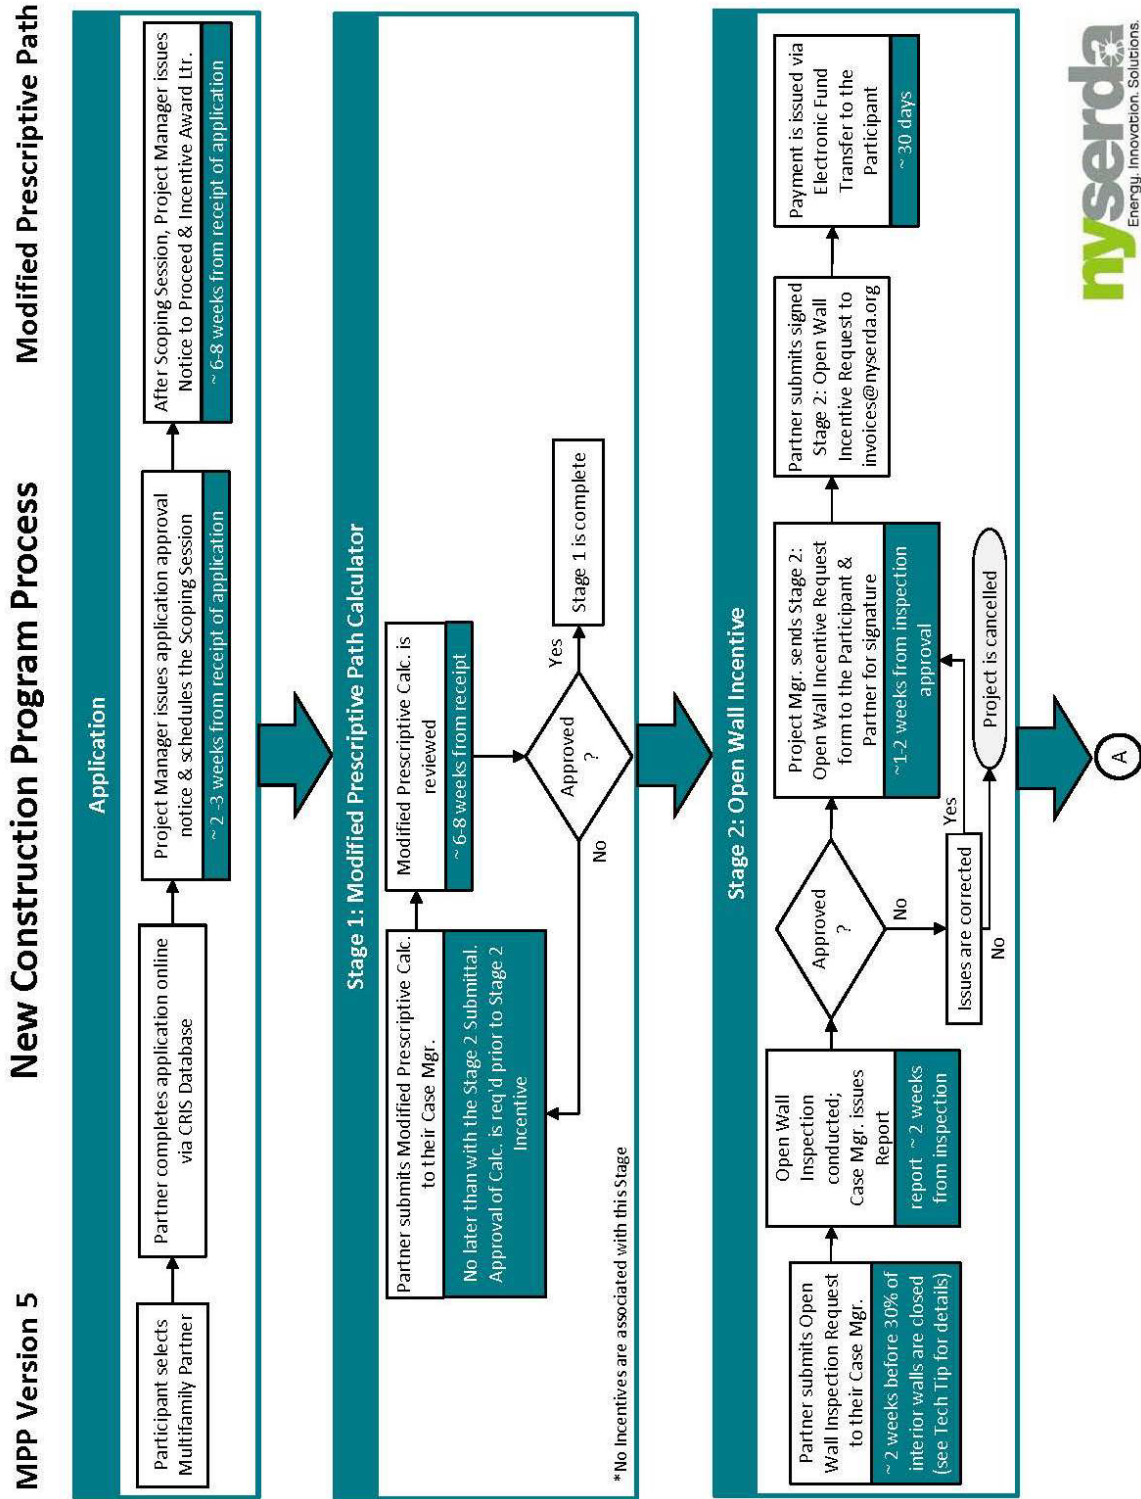 MPP Version 5
New Construction Program Process
Modified Prescriptive Path
Application
Participant selects
Multifamily Partner
Partner completes application online
via CRIS Database
Project Manager issues application approval
notice & schedules the Scoping Session
~ 2 -3 weeks from receipt of application
After Scoping Session, Project Manager issues
Notice to Proceed & Incentive Award Ltr.
~ 6-8 weeks from receipt of application
Stage 1: Modified Prescriptive Path Calculator
Partner submits Modified Prescriptive Calc.
to their Case Mgr.
No later than with the Stage 2 Submittal.
Approval of Calc. is req'd prior to Stage 2
Incentive
Modified Prescriptive Calc. is
reviewed
~ 6-8 weeks from receipt
Approved
?
No
Yes
Stage 1 is complete
*No Incentives are associated with this Stage
Stage 2: Open Wall Incentive
Partner submits Open
Wall Inspection Request
to their Case Mgr.
~ 2 weeks before 30% of
interior walls are closed
(see Tech Tip for details)
Open Wall
Inspection
conducted;
Case Mgr. issues
Report
report ~ 2 weeks
from inspection
Approved
?
No
Issues are corrected
Yes
No
Project is cancelled
Project Mgr. sends Stage 2:
Open Wall Incentive Request
form to the Participant &
Partner for signature
~1-2 weeks from inspection
approval
Partner submits signed
Stage 2: Open Wall
Incentive Request to
invoices@nyserda.org
Payment is issued via
Electronic Fund
Transfer to the
Participant
~ 30 days
A
nyserda
Energy. Innovation. Solutions.